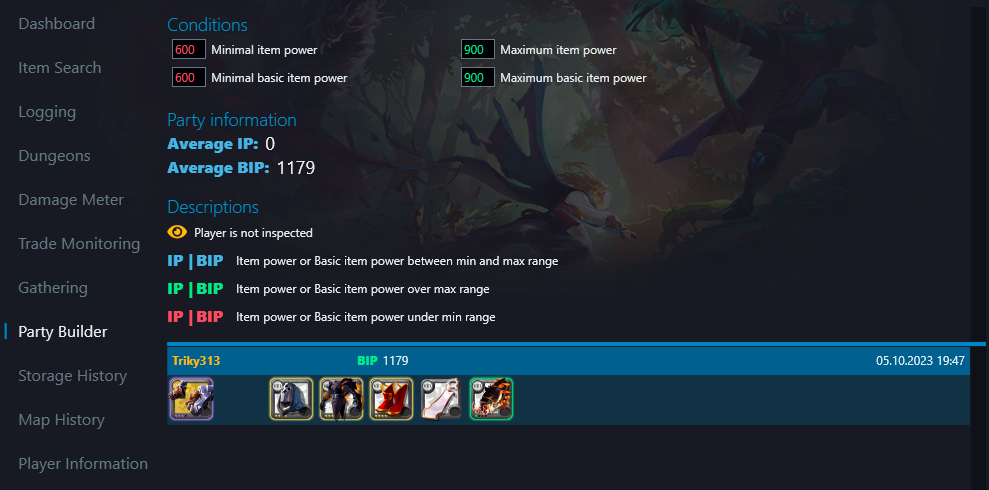 Dashboard
Item Search
Logging
Dungeons
Damage Meter
Trade Monitoring
Gathering
Party Builder
Storage History
Map History
Player Information
Conditions
600 Minimal item power
900 Maximum item power
600 Minimal basic item power
900 Maximum basic item power
Party information
Average IP: 0
Average BIP: 1179
Descriptions
Player is not inspected
IP | BIP Item power or Basic item power between min and max range
IP | BIP Item power or Basic item power over max range
IP | BIP Item power or Basic item power under min range
Triky313 BIP 1179 05.10.2023 19:47